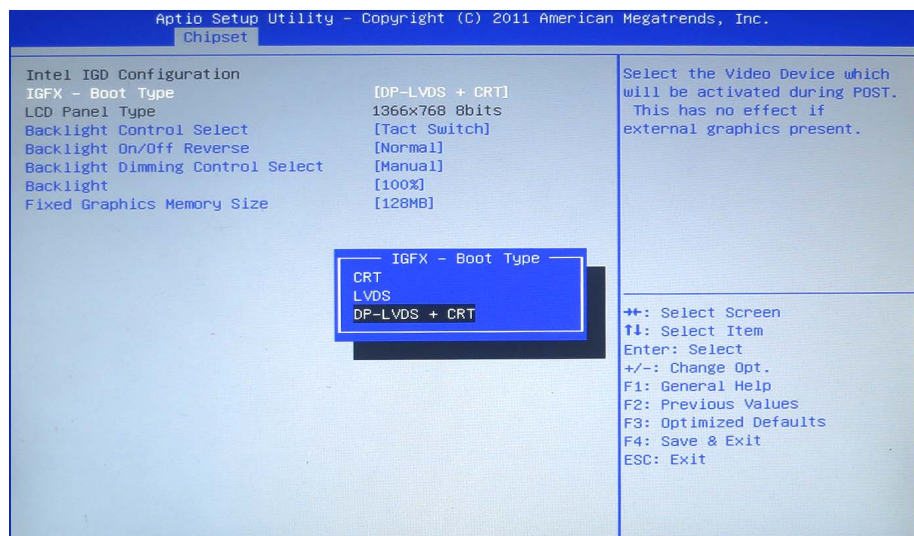 Aptio Setup Utility – Copyright (C) 2011 American Megatrends, Inc.
Chipset
Intel IGD Configuration
IGFX – Boot Type [DP–LVDS + CRT]
LCD Panel Type 1366x768 8bits
Backlight Control Select [Tact Switch]
Backlight On/Off Reverse [Normal]
Backlight Dimming Control Select [Manual]
Backlight [100%]
Fixed Graphics Memory Size [128MB]
IGFX – Boot Type
CRT
LVDS
DP–LVDS + CRT
Select the Video Device which
will be activated during POST.
This has no effect if
external graphics present.
→←: Select Screen
↑↓: Select Item
Enter: Select
+/–: Change Opt.
F1: General Help
F2: Previous Values
F3: Optimized Defaults
F4: Save & Exit
ESC: Exit